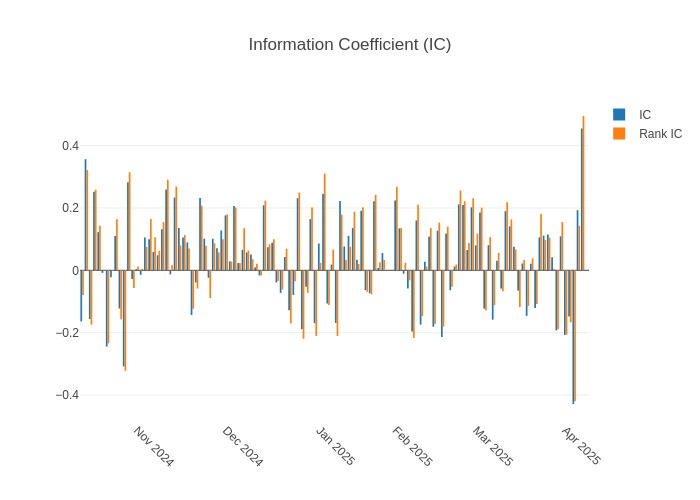 Information Coefficient (IC)
IC
Rank IC
0.4
0.2
0
−0.2
−0.4
Nov 2024
Dec 2024
Jan 2025
Feb 2025
Mar 2025
Apr 2025